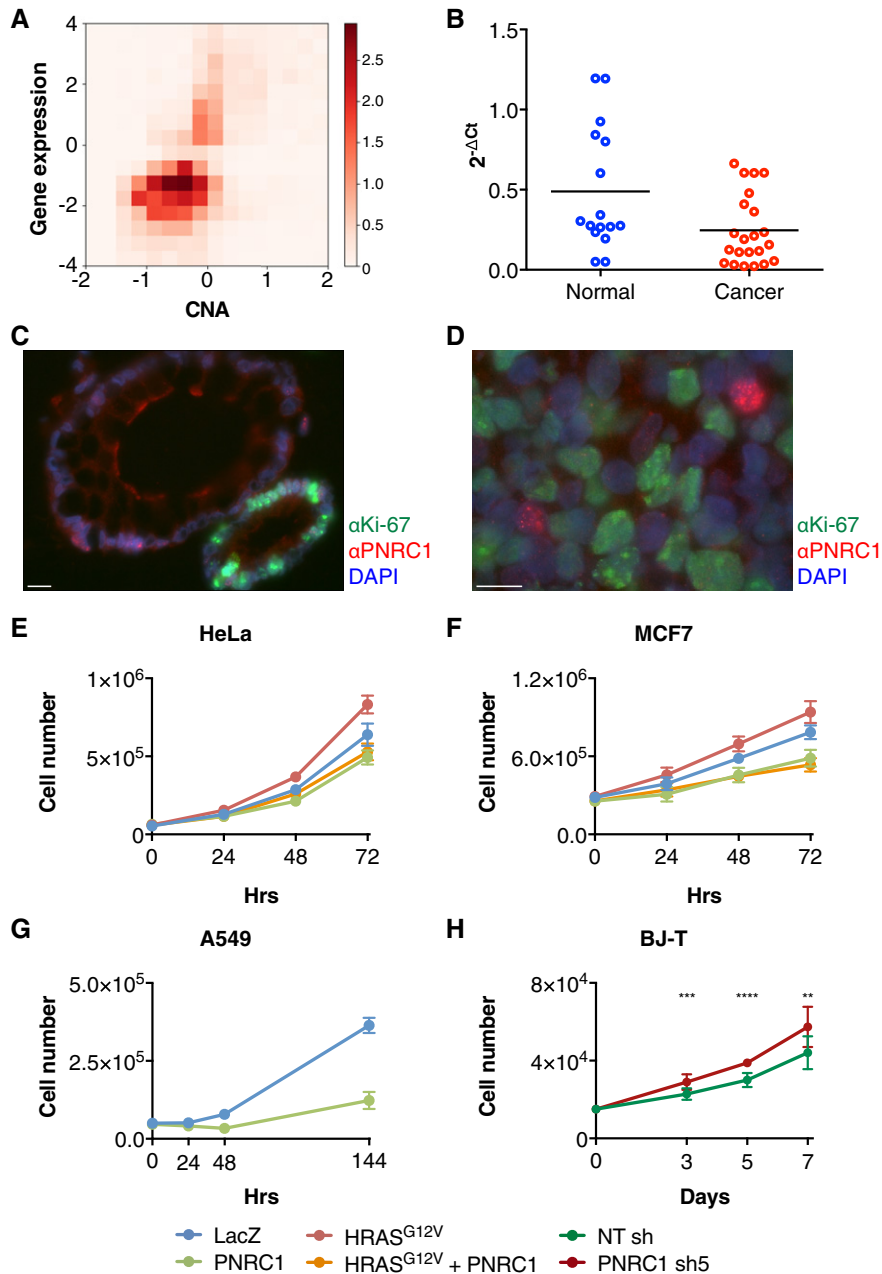 A
Gene expression
4
2
0
-2
-4
-2
-1
0
1
2
CNA
2.5
2.0
1.5
1.0
0.5
0
B
2-ΔCt
1.5
1.0
0.5
0.0
Normal
Cancer
C
αKi-67
αPNRC1
DAPI
D
αKi-67
αPNRC1
DAPI
E
HeLa
Cell number
1×10⁶
5×10⁵
0
0
24
48
72
Hrs
F
MCF7
Cell number
1.2×10⁶
6.0×10⁵
0.0
0
24
48
72
Hrs
G
A549
Cell number
5.0×10⁵
2.5×10⁵
0.0
0
24
48
144
Hrs
H
BJ-T
Cell number
8×10⁴
4×10⁴
0
***
****
**
0
3
5
7
Days
LacZ
PNRC1
HRASG12V
HRASG12V + PNRC1
NT sh
PNRC1 sh5